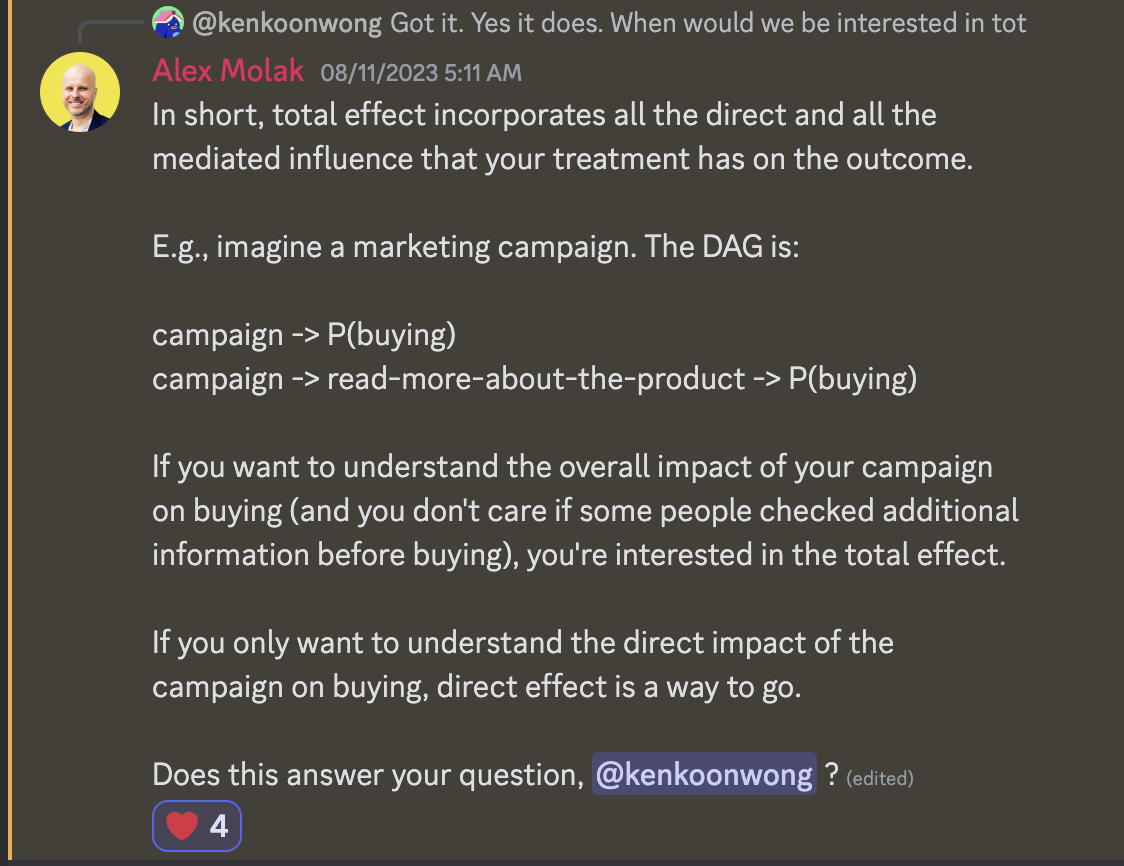 @kenkoonwong Got it. Yes it does. When would we be interested in tot
Alex Molak 08/11/2023 5:11 AM
In short, total effect incorporates all the direct and all the
mediated influence that your treatment has on the outcome.
E.g., imagine a marketing campaign. The DAG is:
campaign -> P(buying)
campaign -> read-more-about-the-product -> P(buying)
If you want to understand the overall impact of your campaign
on buying (and you don't care if some people checked additional
information before buying), you're interested in the total effect.
If you only want to understand the direct impact of the
campaign on buying, direct effect is a way to go.
Does this answer your question, @kenkoonwong ? (edited)
4